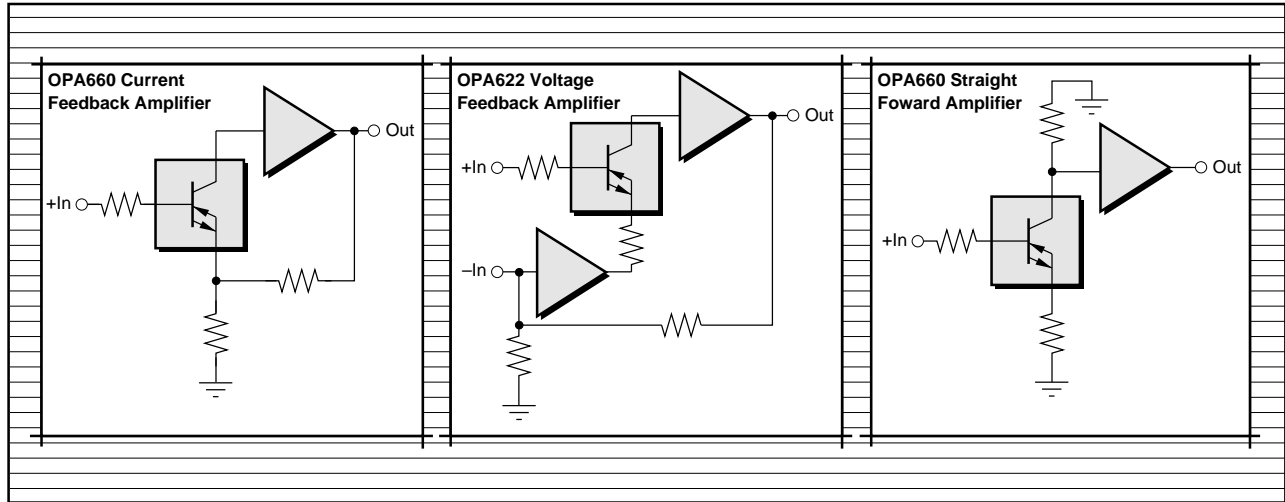 OPA660 Current
Feedback Amplifier
Out
+In
OPA622 Voltage
Feedback Amplifier
Out
+In
–In
OPA660 Straight
Foward Amplifier
Out
+In